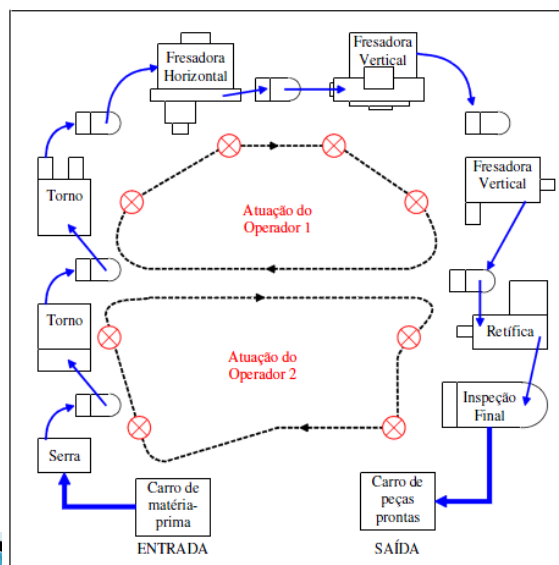 Fresadora
Horizontal
Fresadora
Vertical
Torno
Fresadora
Vertical
Atuação do
Operador 1
Torno
Retífica
Atuação do
Operador 2
Inspeção
Final
Serra
Carro de
matéria-
prima
Carro de
peças
prontas
ENTRADA
SAÍDA